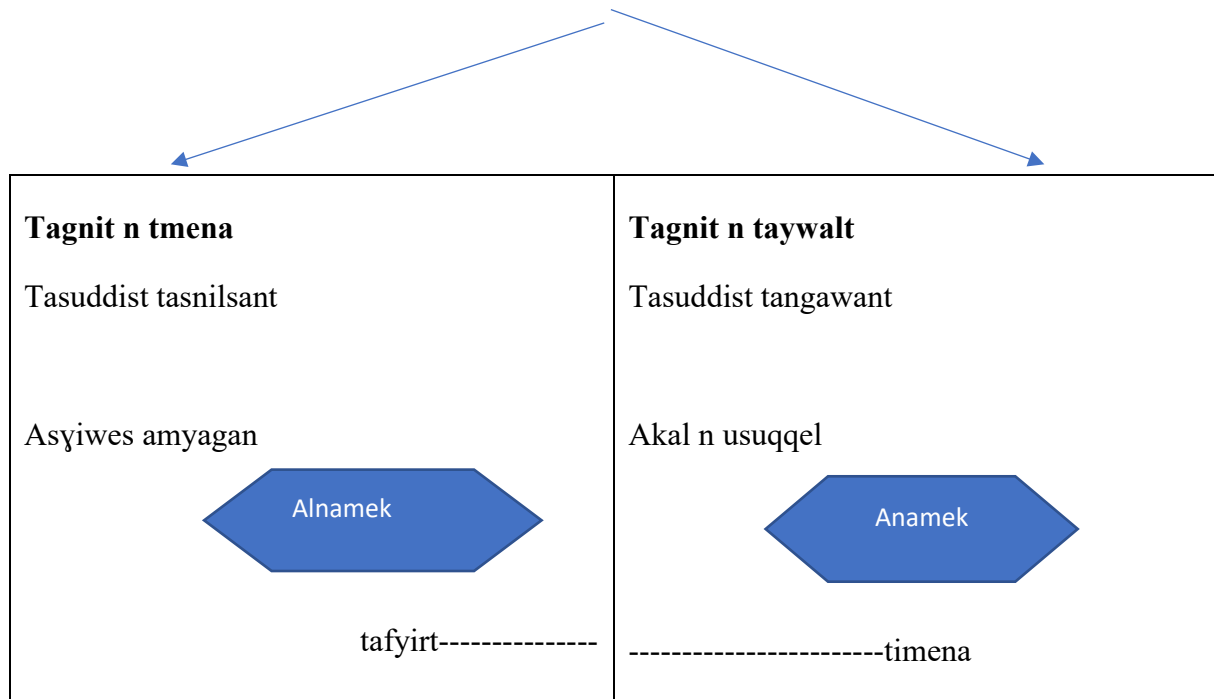 Tagnit n tmena
Tasuddist tasnilsant
Asɣiwes amyagan
Alnamek
tafyirt---------------
Tagnit n taywalt
Tasuddist tangawant
Akal n usuqqel
Anamek
------------------------timena